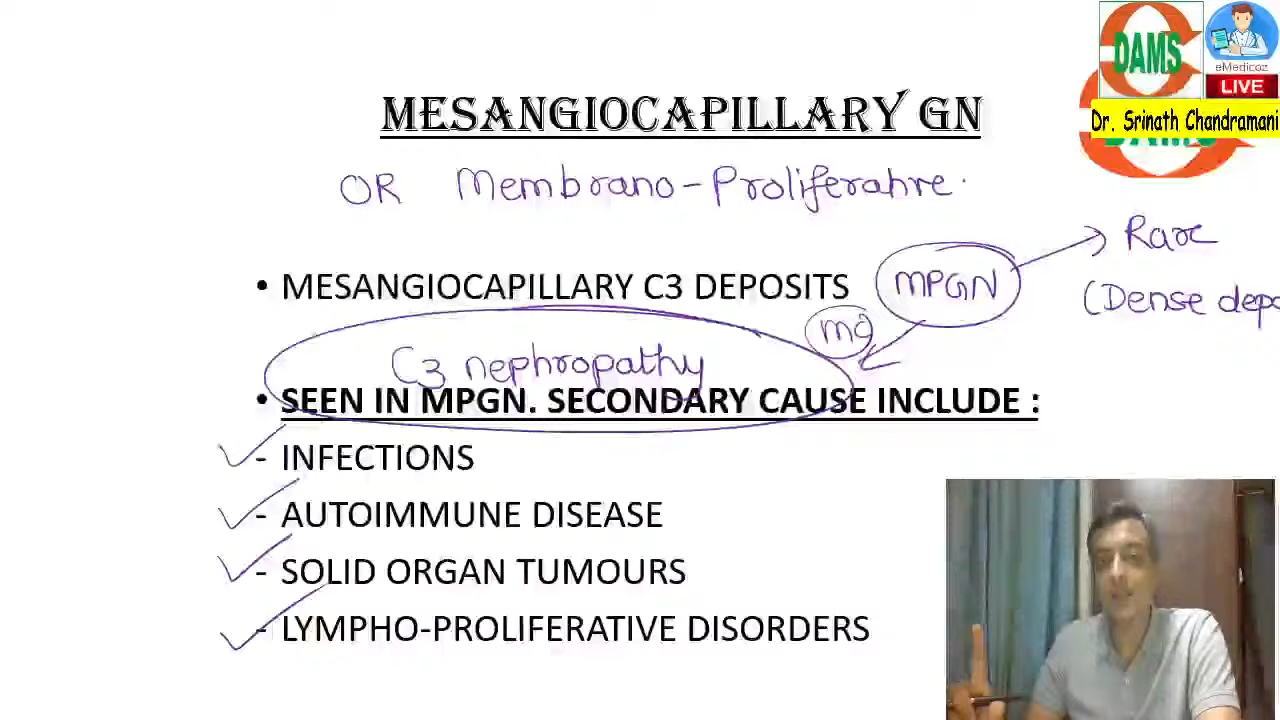 DAMS
eMedicoz
LIVE
Dr. Srinath Chandramani
MESANGIOCAPILLARY GN
OR Membrano-Proliferative
Rare
• MESANGIOCAPILLARY C3 DEPOSITS
MPGN
(Dense depo
C3 nephropathy
• SEEN IN MPGN. SECONDARY CAUSE INCLUDE :
- INFECTIONS
- AUTOIMMUNE DISEASE
- SOLID ORGAN TUMOURS
- LYMPHO-PROLIFERATIVE DISORDERS